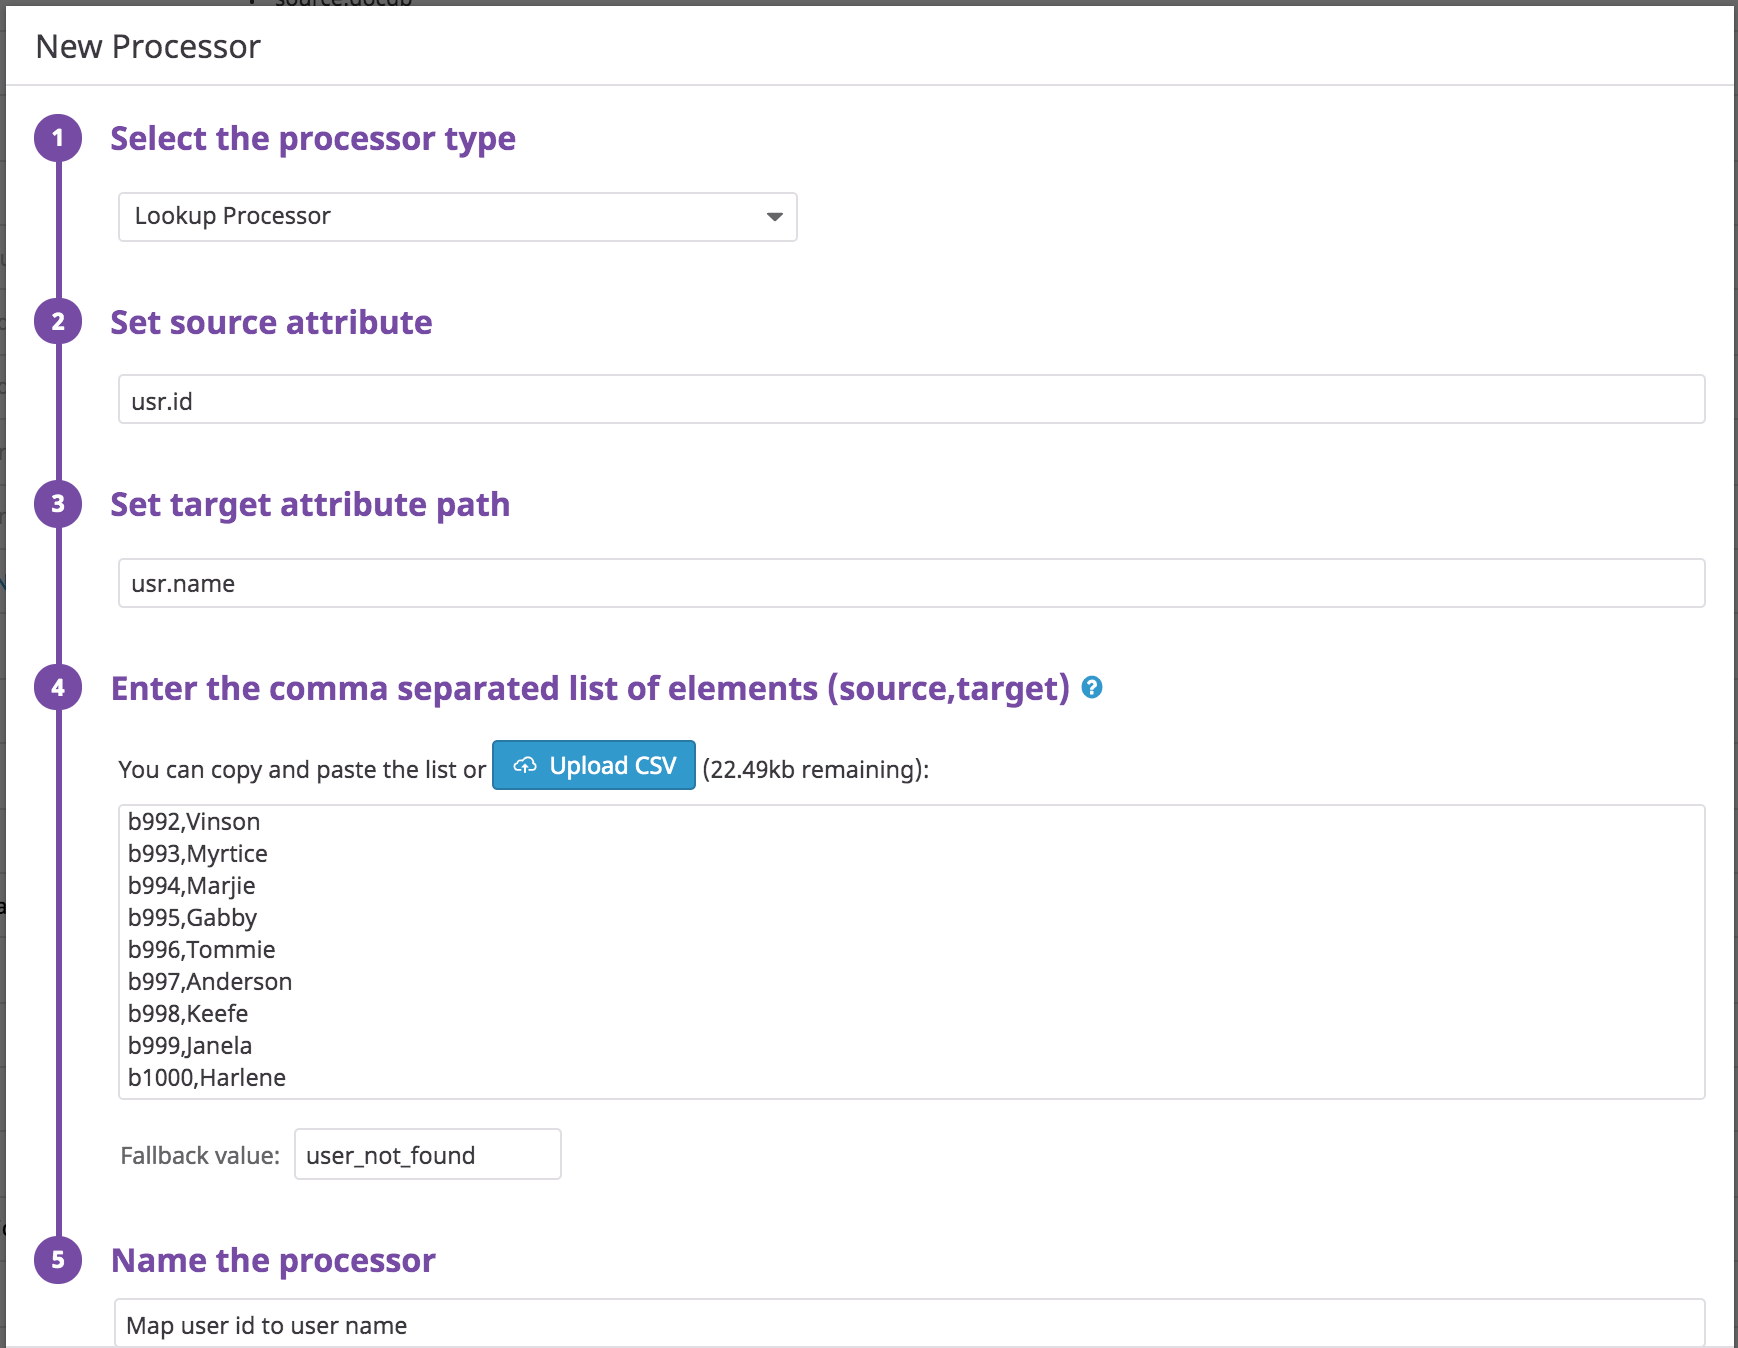 New Processor
1 Select the processor type
Lookup Processor
2 Set source attribute
usr.id
3 Set target attribute path
usr.name
4 Enter the comma separated list of elements (source,target) ?
You can copy and paste the list or Upload CSV (22.49kb remaining):
b992,Vinson
b993,Myrtice
b994,Marjie
b995,Gabby
b996,Tommie
b997,Anderson
b998,Keefe
b999,Janela
b1000,Harlene
Fallback value: user_not_found
5 Name the processor
Map user id to user name